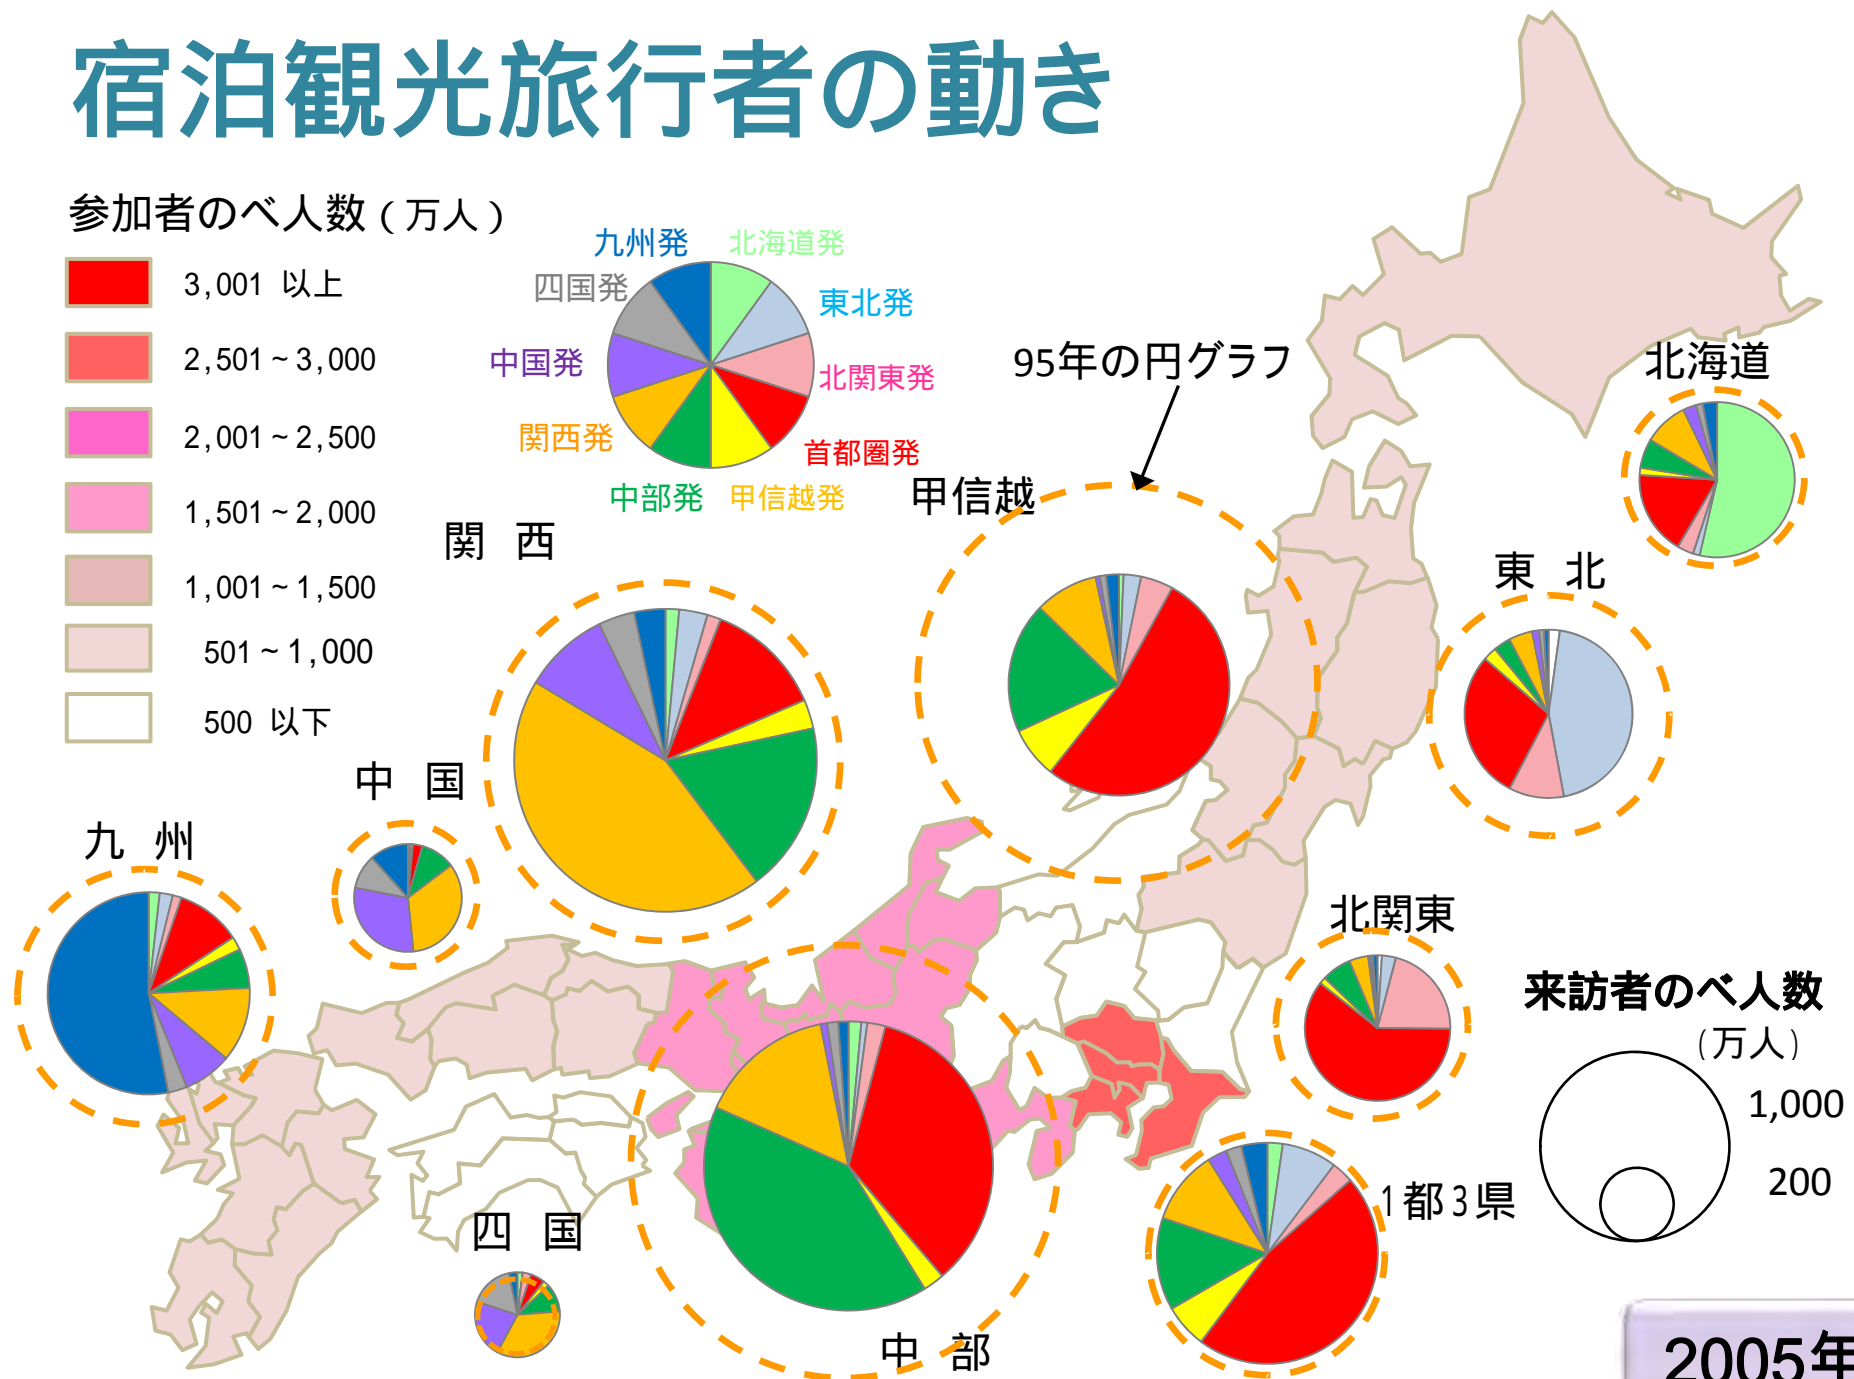 宿泊観光旅行者の動き
参加者のべ人数（万人）
3,001 以上
2,501～3,000
2,001～2,500
1,501～2,000
1,001～1,500
501～1,000
500 以下
九州発
北海道発
四国発
東北発
中国発
北関東発
関西発
首都圏発
中部発
甲信越発
95年の円グラフ
北海道
甲信越
関 西
東 北
中 国
九 州
北関東
来訪者のべ人数
（万人）
1,000
200
1都3県
四 国
中 部
2005年